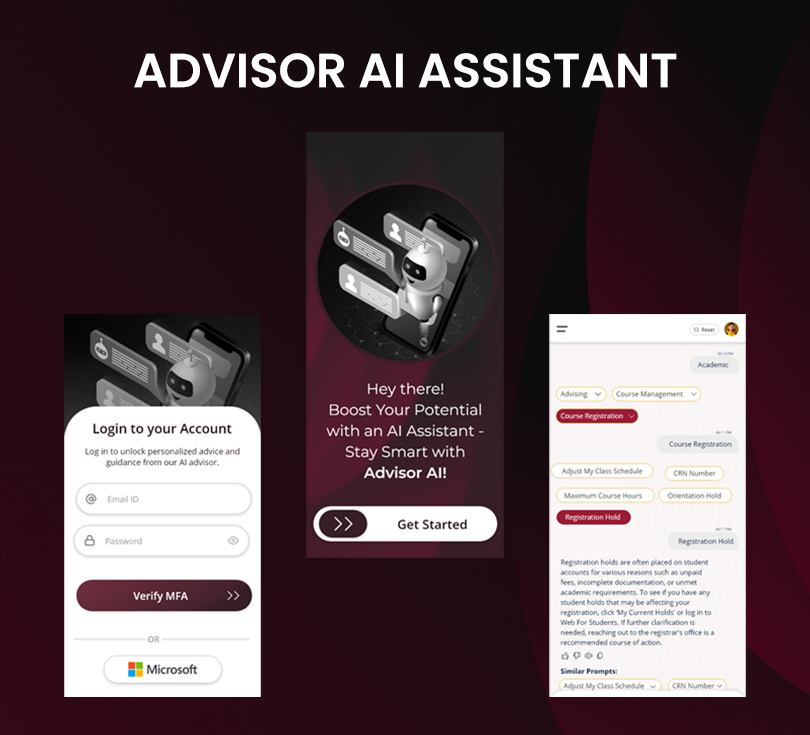 ADVISOR AI ASSISTANT
Login to your Account
Log in to unlock personalized advice and
guidance from our AI advisor.
Email ID
Password
Verify MFA
OR
Microsoft
Hey there!
Boost Your Potential
with an AI Assistant -
Stay Smart with
Advisor AI!
Get Started
Reset
Academic
Advising
Course Management
Course Registration
Course Registration
Adjust My Class Schedule
CRN Number
Maximum Course Hours
Orientation Hold
Registration Hold
Registration Hold
Registration holds are often placed on student
accounts for various reasons such as unpaid
fees, incomplete documentation, or unmet
academic requirements. To see if you have any
student holds that may be affecting your
registration, click 'My Current Holds' or log in to
Web For Students. If further clarification is
needed, reaching out to the registrar's office is a
recommended course of action.
Similar Prompts:
Adjust My Class Schedule
CRN Number